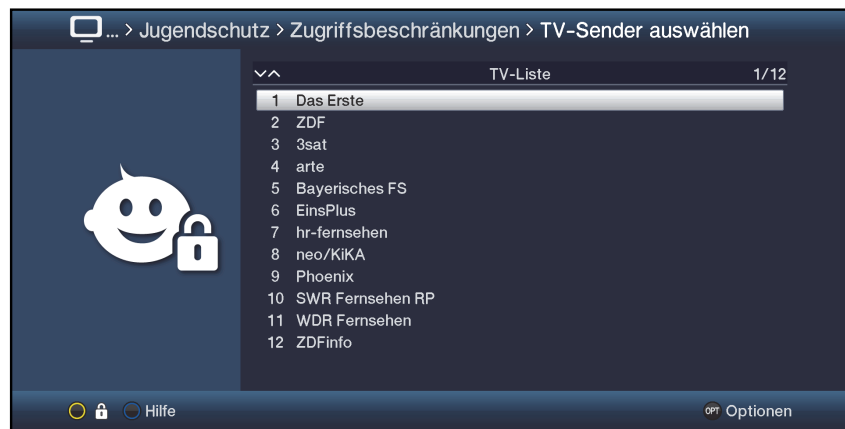 ... > Jugendschutz > Zugriffsbeschränkungen > TV-Sender auswählen
TV-Liste 1/12
1 Das Erste
2 ZDF
3 3sat
4 arte
5 Bayerisches FS
6 EinsPlus
7 hr-fernsehen
8 neo/KiKA
9 Phoenix
10 SWR Fernsehen RP
11 WDR Fernsehen
12 ZDFinfo
Hilfe OPT Optionen